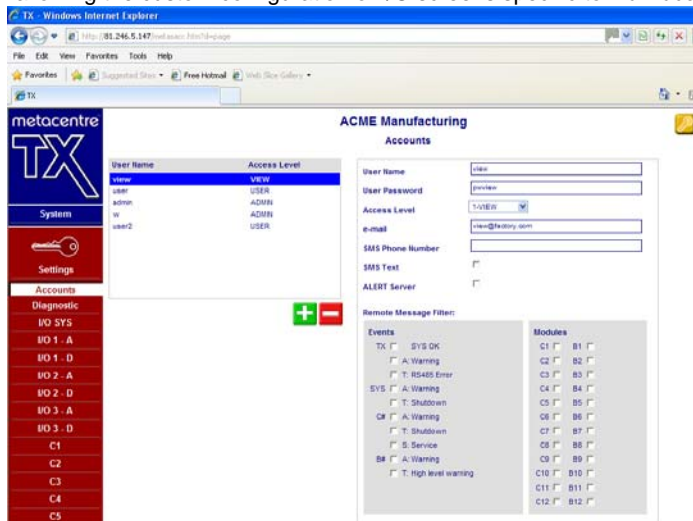 TX - Windows Internet Explorer
81.246.5.147
File Edit View Favorites Tools Help
Favorites Suggested Sites Free Hotmail Web Slice Gallery
TX
metacentre
TX
ACME Manufacturing
Accounts
System
Settings
Accounts
Diagnostic
I/O SYS
I/O 1 - A
I/O 1 - D
I/O 2 - A
I/O 2 - D
I/O 3 - A
I/O 3 - D
C1
C2
C3
C4
C5
User Name Access Level
view VIEW
user USER
admin ADMIN
w ADMIN
user2 USER
User Name view
User Password pwview
Access Level 1-VIEW
e-mail view@factory.com
SMS Phone Number
SMS Text
ALERT Server
Remote Message Filter:
Events
TX SYS OK
A: Warning
T: RS485 Error
SYS A: Warning
T: Shutdown
C# A: Warning
T: Shutdown
S: Service
B# A: Warning
T: High level warning
Modules
C1 B1
C2 B2
C3 B3
C4 B4
C5 B5
C6 B6
C7 B7
C8 B8
C9 B9
C10 B10
C11 B11
C12 B12